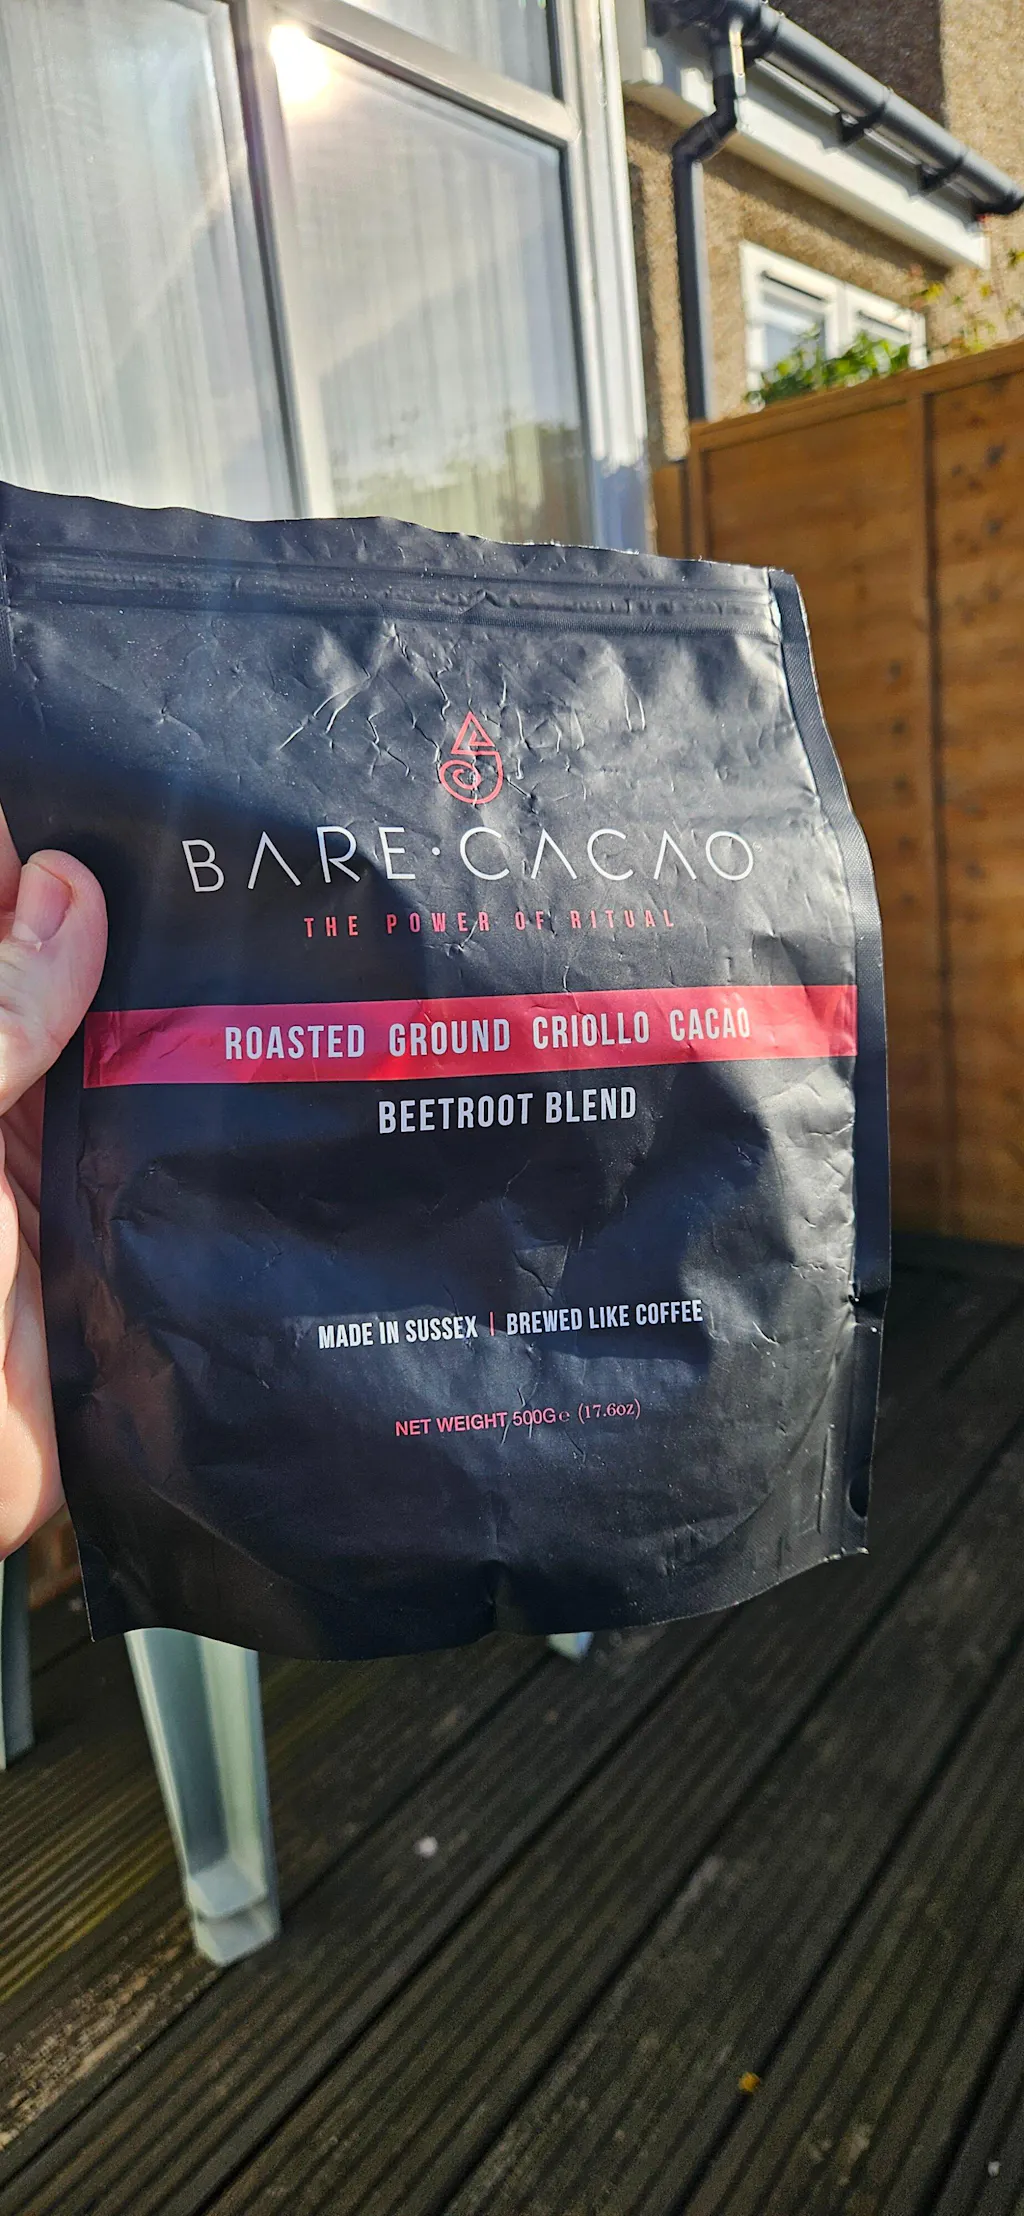 BARE·CACAO
THE POWER OF RITUAL
ROASTED GROUND CRIOLLO CACAO
BEETROOT BLEND
MADE IN SUSSEX | BREWED LIKE COFFEE
NET WEIGHT 500G℮ (17.6oz)